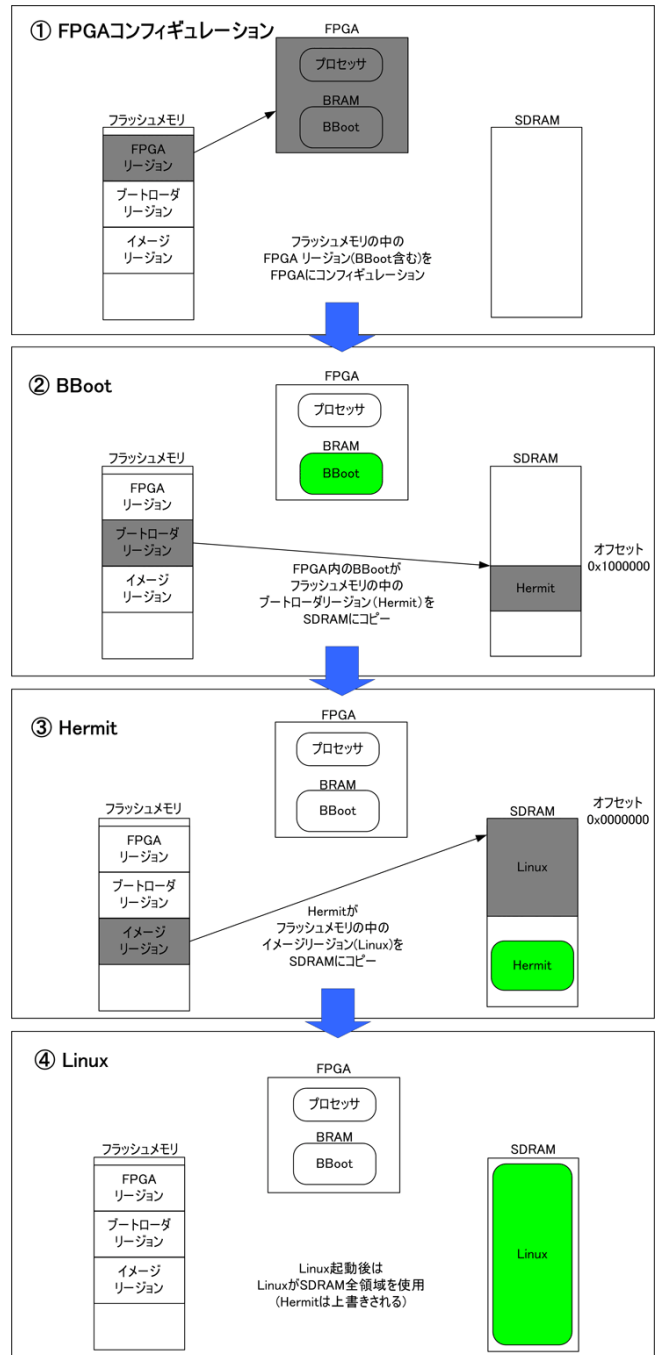 ① FPGAコンフィギュレーション
FPGA
プロセッサ
BRAM
BBoot
フラッシュメモリ
FPGA
リージョン
ブートローダ
リージョン
イメージ
リージョン
SDRAM
フラッシュメモリの中の
FPGA リージョン(BBoot含む)を
FPGAにコンフィギュレーション
② BBoot
FPGA
プロセッサ
BRAM
BBoot
フラッシュメモリ
FPGA
リージョン
ブートローダ
リージョン
イメージ
リージョン
SDRAM
オフセット
0x1000000
Hermit
FPGA内のBBootが
フラッシュメモリの中の
ブートローダリージョン(Hermit)を
SDRAMにコピー
③ Hermit
FPGA
プロセッサ
BRAM
BBoot
フラッシュメモリ
FPGA
リージョン
ブートローダ
リージョン
イメージ
リージョン
SDRAM
オフセット
0x0000000
Linux
Hermit
Hermitが
フラッシュメモリの中の
イメージリージョン(Linux)を
SDRAMにコピー
④ Linux
FPGA
プロセッサ
BRAM
BBoot
フラッシュメモリ
FPGA
リージョン
ブートローダ
リージョン
イメージ
リージョン
SDRAM
Linux
Linux起動後は
LinuxがSDRAM全領域を使用
(Hermitは上書きされる)